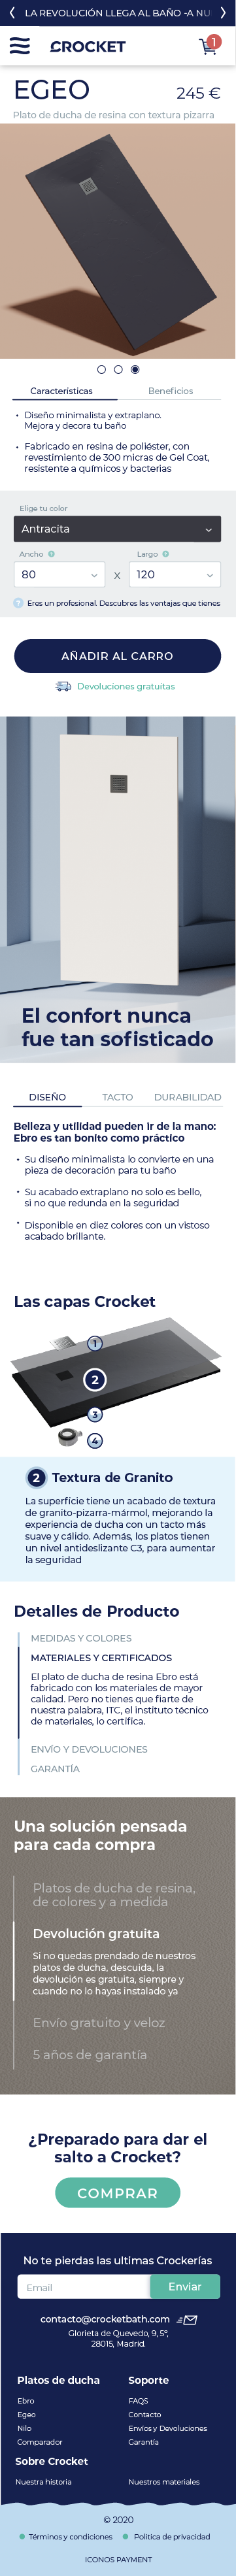 LA REVOLUCIÓN LLEGA AL BAÑO -A NU
CROCKET
1
EGEO
245 €
Plato de ducha de resina con textura pizarra
Características
Beneficios
• Diseño minimalista y extraplano.
Mejora y decora tu baño
• Fabricado en resina de poliéster, con
revestimiento de 300 micras de Gel Coat,
resistente a químicos y bacterias
Elige tu color
Antracita
Ancho ?
Largo ?
80
X
120
? Eres un profesional. Descubres las ventajas que tienes
AÑADIR AL CARRO
Devoluciones gratuitas
El confort nunca
fue tan sofisticado
DISEÑO
TACTO
DURABILIDAD
Belleza y utilidad pueden ir de la mano:
Ebro es tan bonito como práctico
• Su diseño minimalista lo convierte en una
pieza de decoración para tu baño
• Su acabado extraplano no solo es bello,
si no que redunda en la seguridad
• Disponible en diez colores con un vistoso
acabado brillante.
Las capas Crocket
1
2
3
4
2 Textura de Granito
La superfície tiene un acabado de textura
de granito-pizarra-mármol, mejorando la
experiencia de ducha con un tacto más
suave y cálido. Además, los platos tienen
un nivel antideslizante C3, para aumentar
la seguridad
Detalles de Producto
MEDIDAS Y COLORES
MATERIALES Y CERTIFICADOS
El plato de ducha de resina Ebro está
fabricado con los materiales de mayor
calidad. Pero no tienes que fiarte de
nuestra palabra, ITC, el instituto técnico
de materiales, lo certifica.
ENVÍO Y DEVOLUCIONES
GARANTÍA
Una solución pensada
para cada compra
Platos de ducha de resina,
de colores y a medida
Devolución gratuita
Si no quedas prendado de nuestros
platos de ducha, descuida, la
devolución es gratuita, siempre y
cuando no lo hayas instalado ya
Envío gratuito y veloz
5 años de garantía
¿Preparado para dar el
salto a Crocket?
COMPRAR
No te pierdas las ultimas Crockerías
Email
Enviar
contacto@crocketbath.com
Glorieta de Quevedo, 9, 5º,
28015, Madrid.
Platos de ducha
Soporte
Ebro
FAQS
Egeo
Contacto
Nilo
Envíos y Devoluciones
Comparador
Garantía
Sobre Crocket
Nuestra historia
Nuestros materiales
© 2020
Términos y condiciones
Política de privacidad
ICONOS PAYMENT